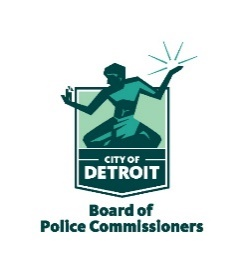 CITY OF
DETROIT
Board of
Police Commissioners